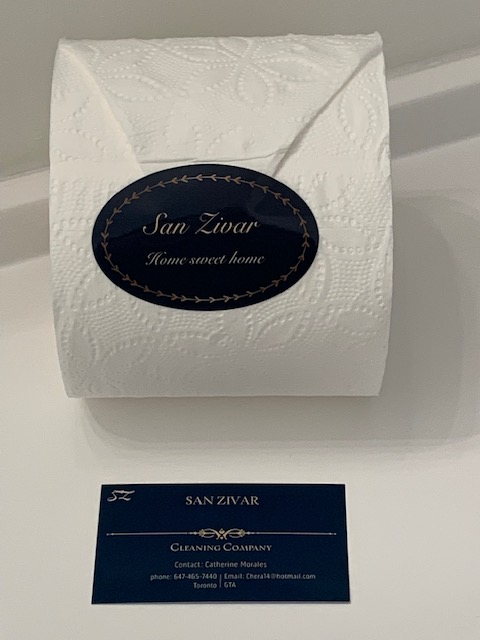 San Zivar
Home sweet home
SZ
SAN ZIVAR
CLEANING COMPANY
Contact: Catherine Morales
phone: 647-465-7440 | Email: Chera14@hotmail.com
Toronto | GTA